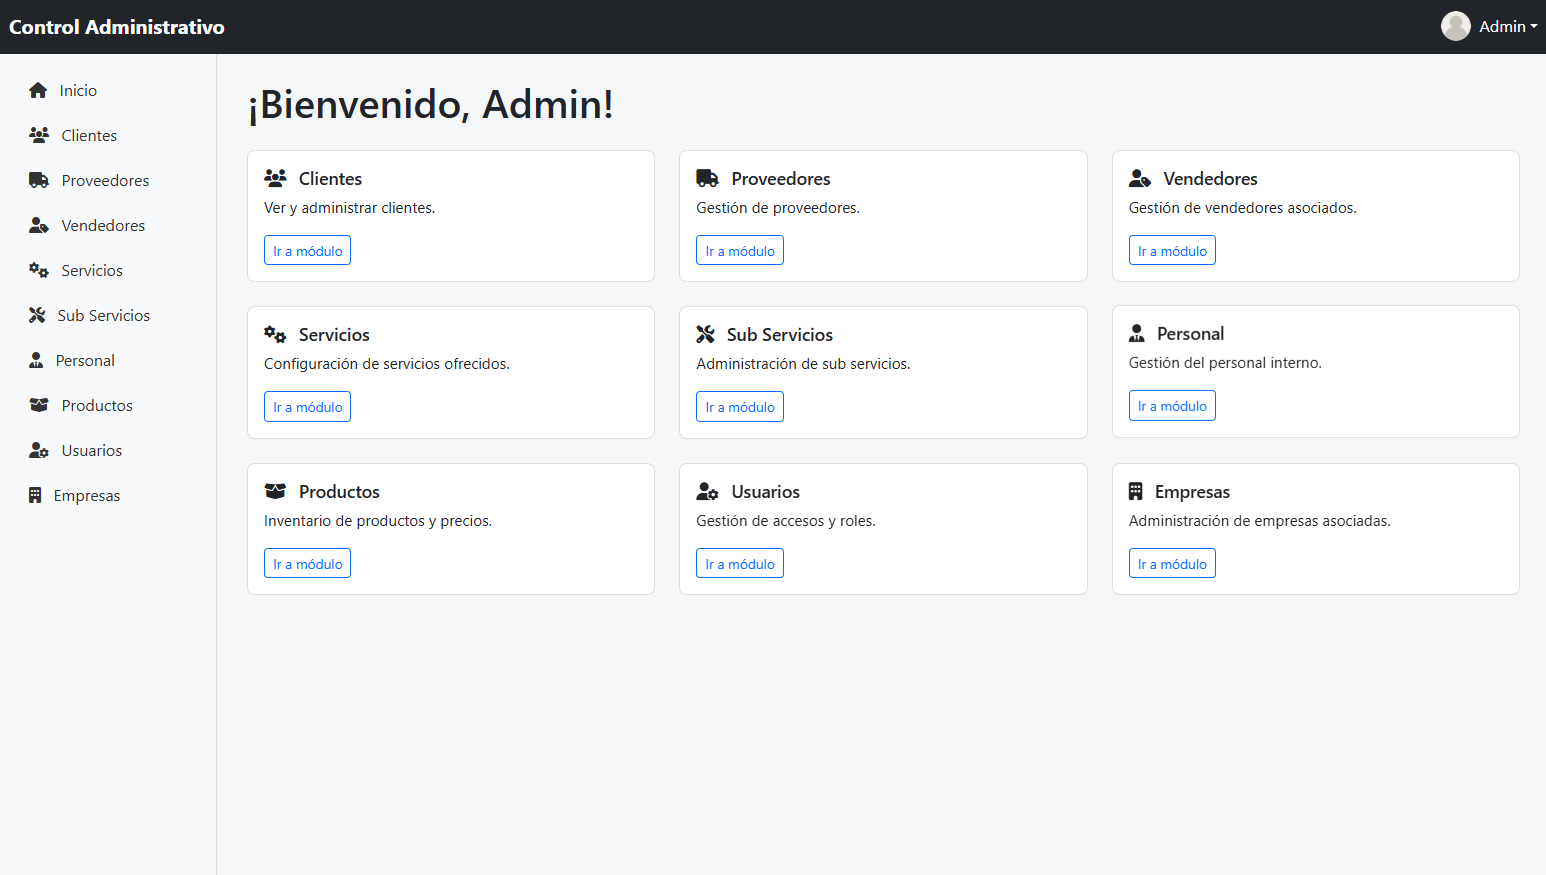 Control Administrativo
Admin
Inicio
Clientes
Proveedores
Vendedores
Servicios
Sub Servicios
Personal
Productos
Usuarios
Empresas
¡Bienvenido, Admin!
Clientes
Ver y administrar clientes.
Ir a módulo
Proveedores
Gestión de proveedores.
Ir a módulo
Vendedores
Gestión de vendedores asociados.
Ir a módulo
Servicios
Configuración de servicios ofrecidos.
Ir a módulo
Sub Servicios
Administración de sub servicios.
Ir a módulo
Personal
Gestión del personal interno.
Ir a módulo
Productos
Inventario de productos y precios.
Ir a módulo
Usuarios
Gestión de accesos y roles.
Ir a módulo
Empresas
Administración de empresas asociadas.
Ir a módulo